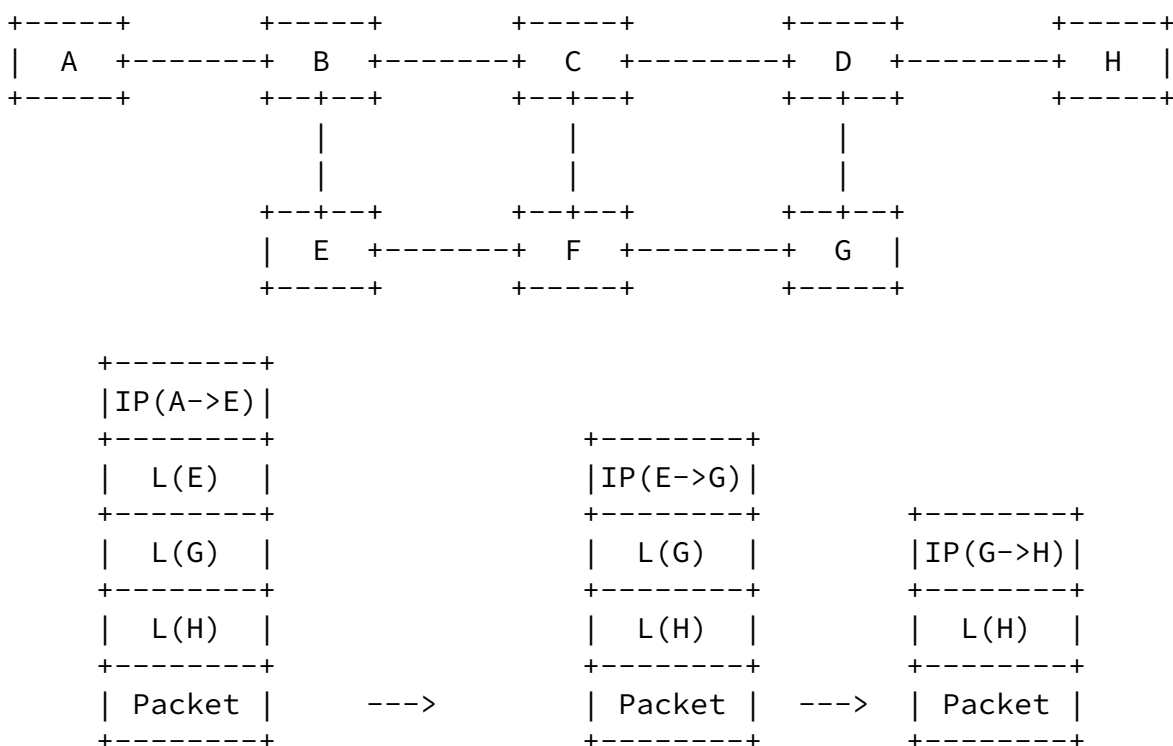 A B C D H
E F G
IP(A->E)
L(E) IP(E->G)
L(G) L(G) IP(G->H)
L(H) L(H) L(H)
Packet ---> Packet ---> Packet